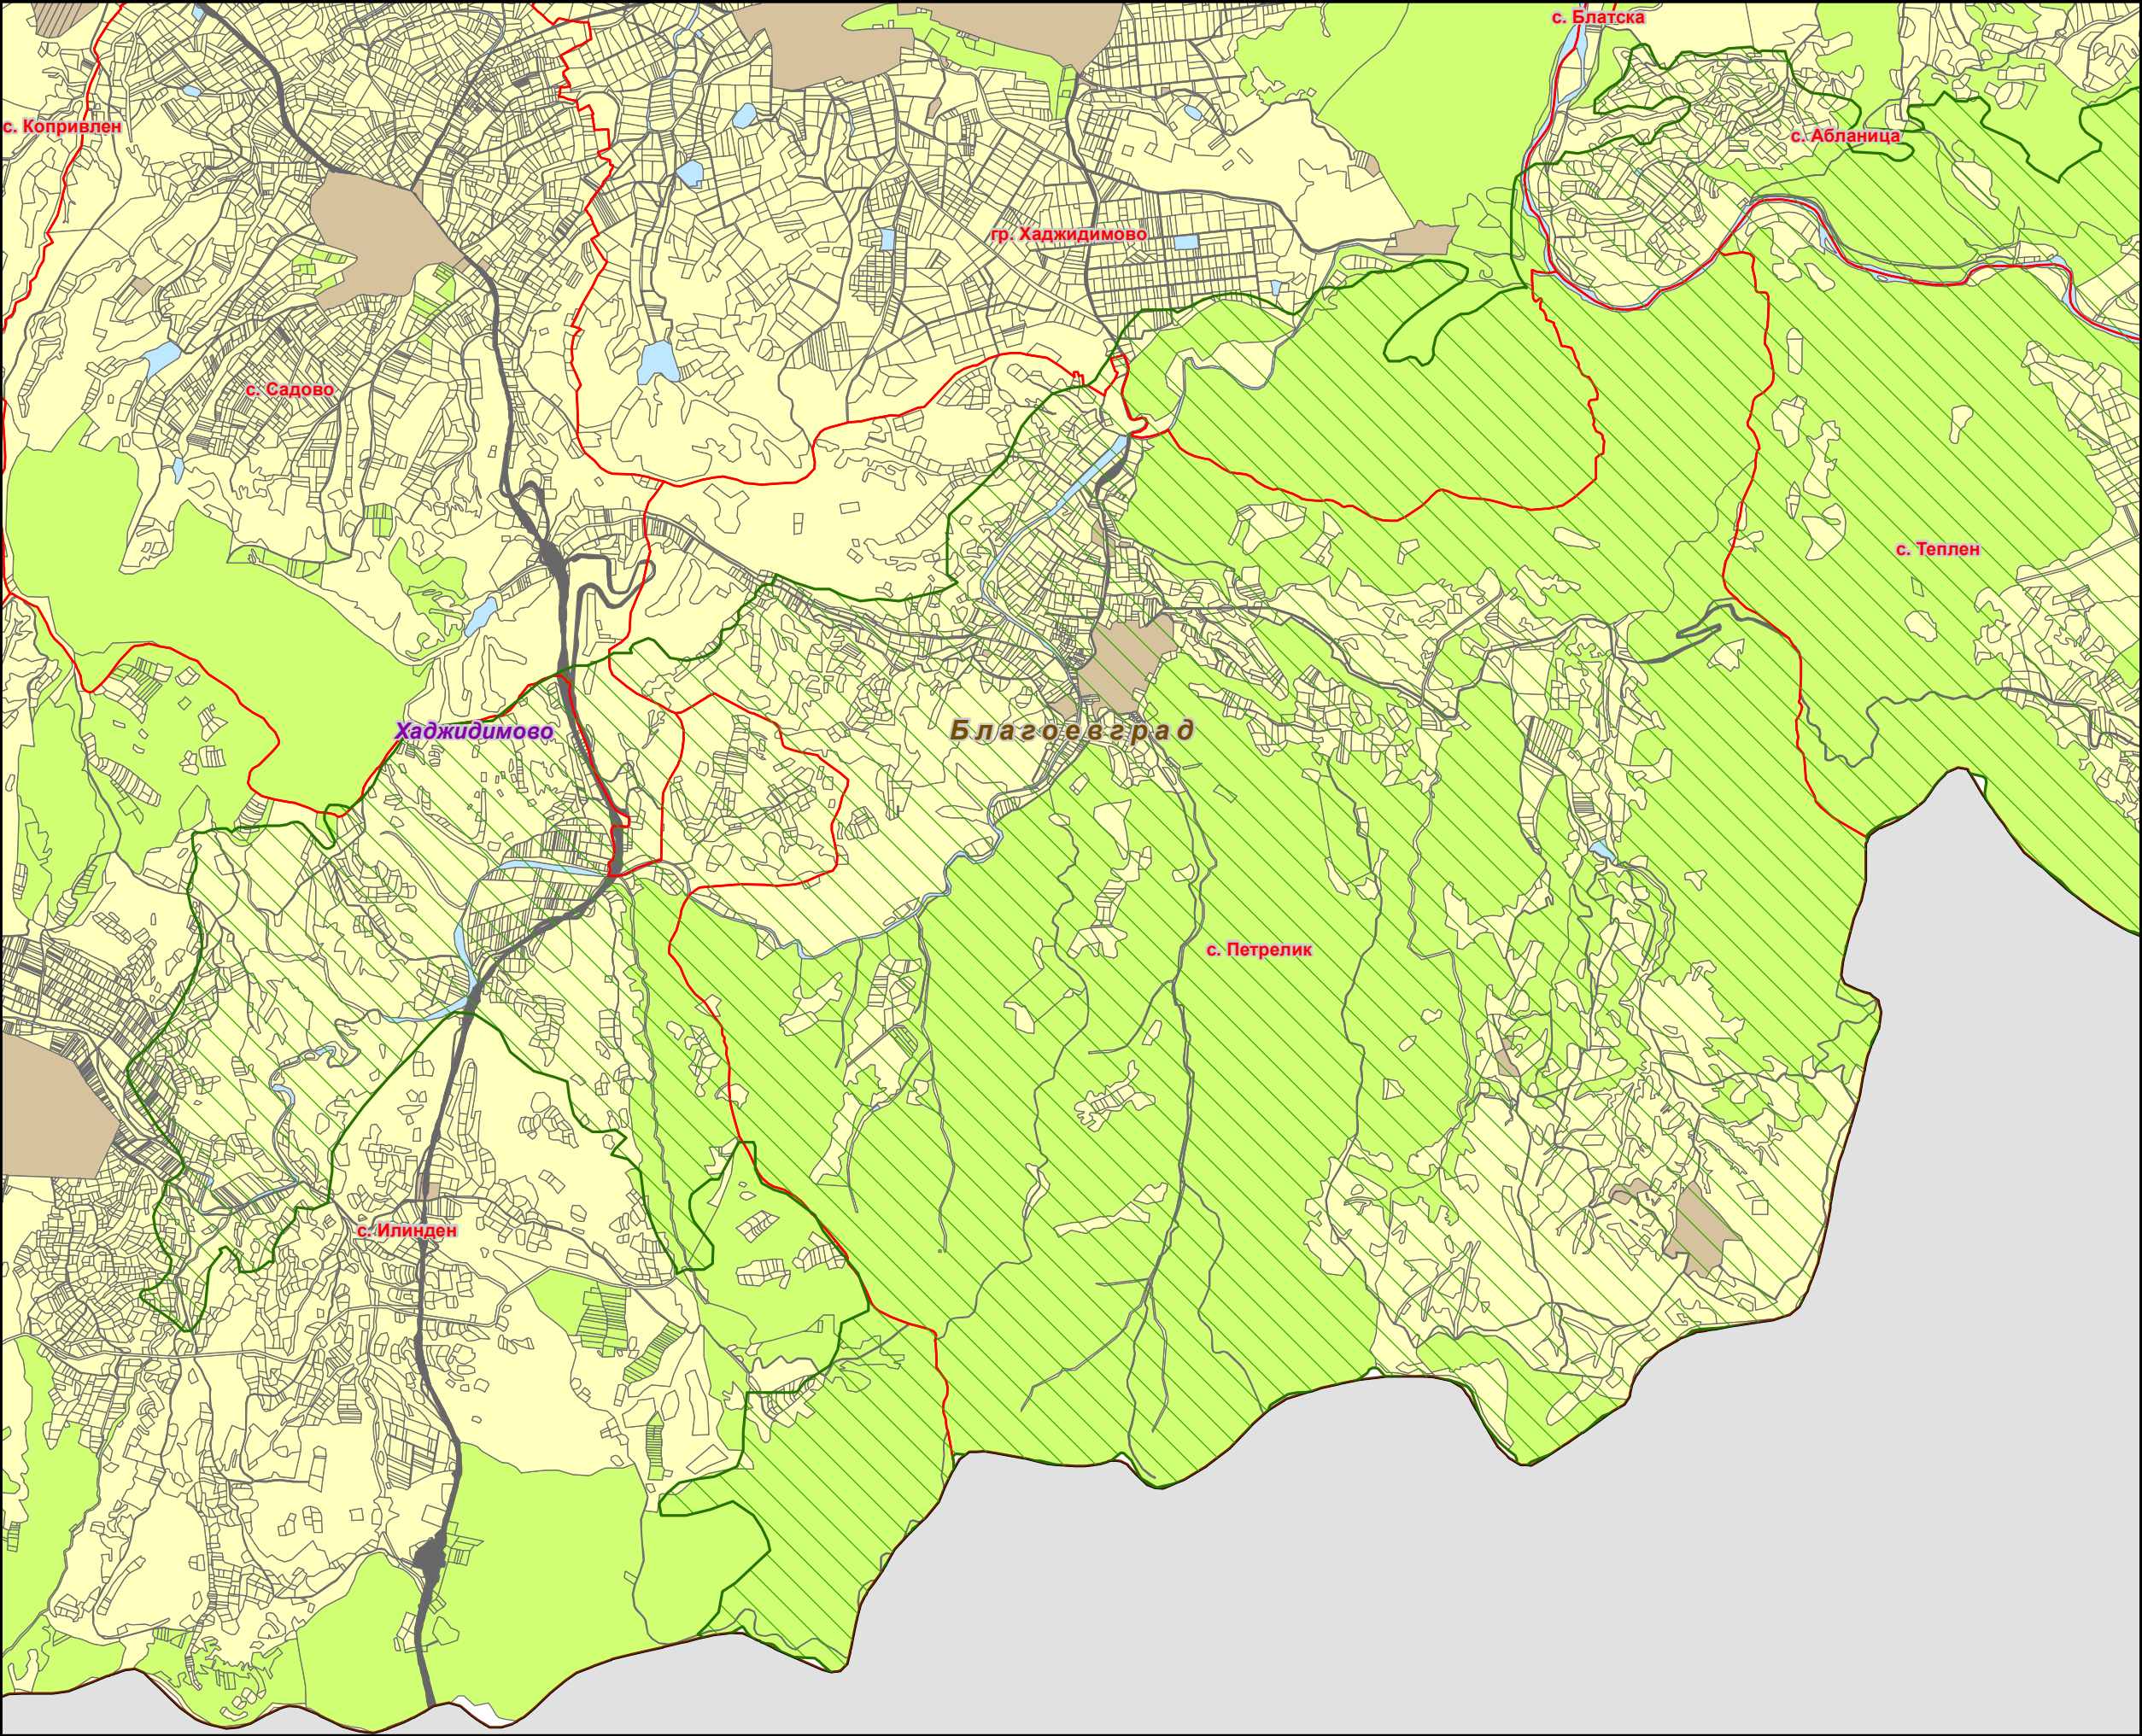 с. Блатска
с. Копривлен
с. Абланица
гр. Хаджидимово
с. Садово
с. Теплен
Хаджидимово
Благоевград
с. Петрелик
с. Илинден